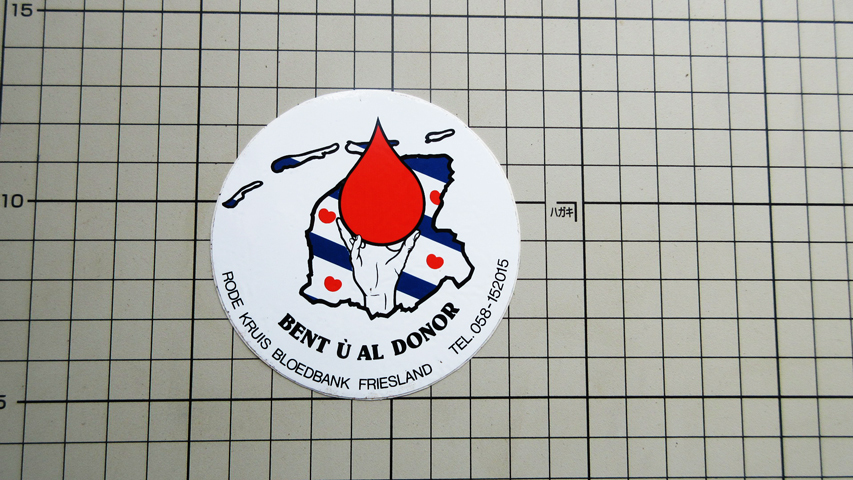 15
10
ハガキ
5
BENT Ù AL DONOR
RODE KRUIS BLOEDBANK FRIESLAND TEL. 058-152015